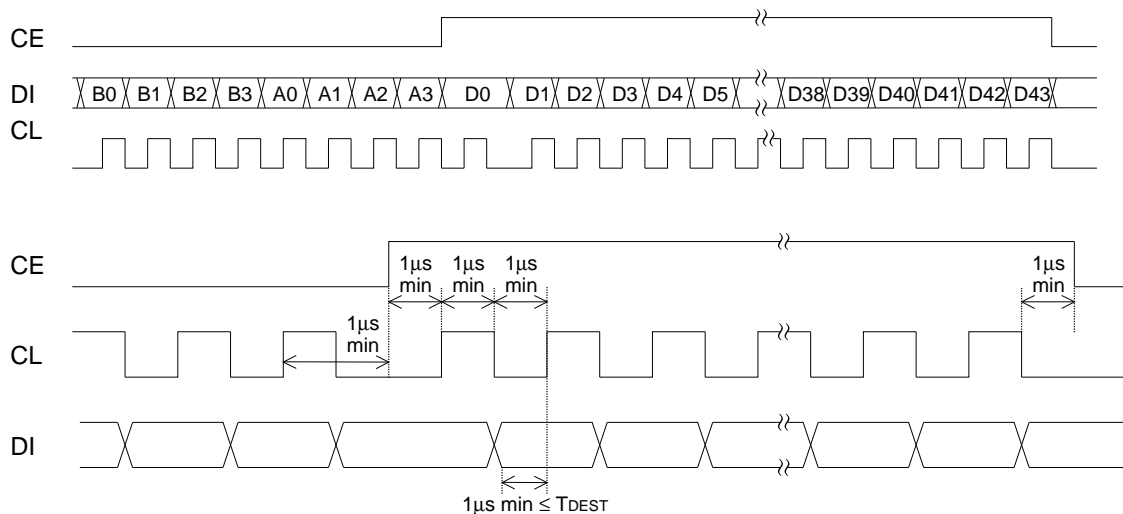 CE
DI B0 B1 B2 B3 A0 A1 A2 A3 D0 D1 D2 D3 D4 D5 D38 D39 D40 D41 D42 D43
CL
CE
1μs min 1μs min 1μs min 1μs min
1μs min
CL
DI
1μs min ≤ TDEST